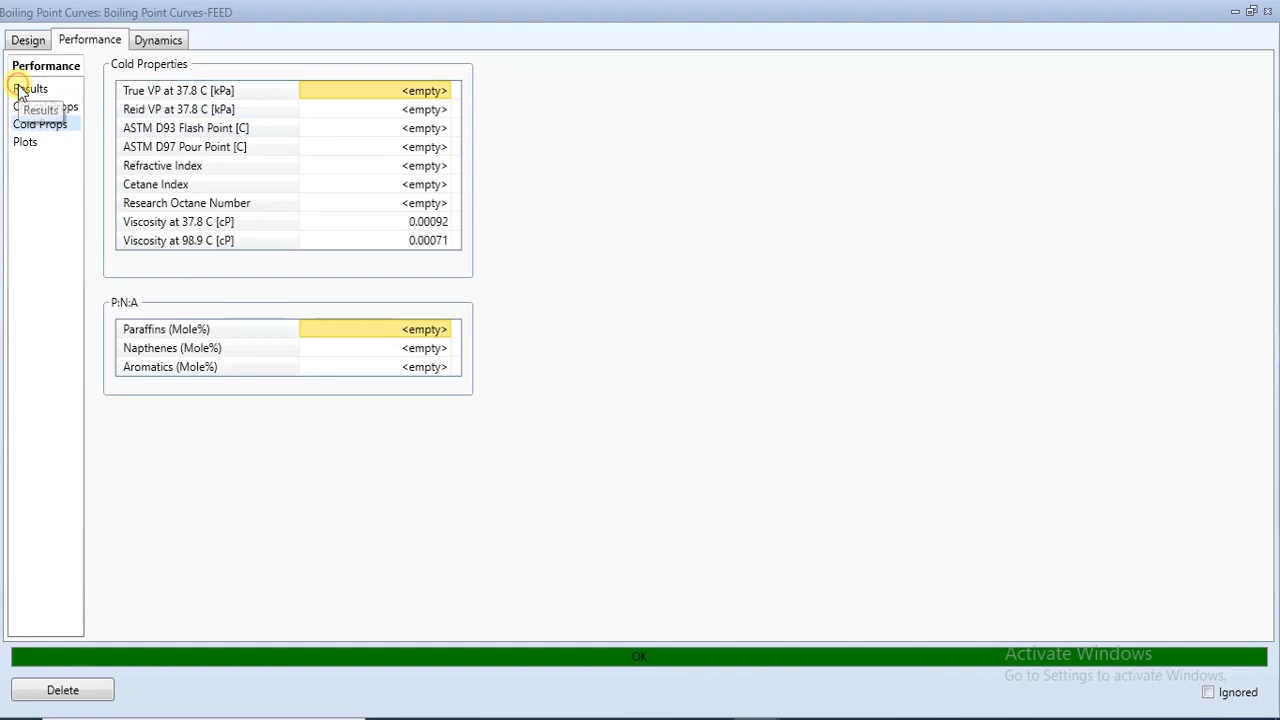 Boiling Point Curves: Boiling Point Curves-FEED
Design Performance Dynamics
Performance
Results
Results
Cold Props
Plots
Cold Properties
True VP at 37.8 C [kPa] <empty>
Reid VP at 37.8 C [kPa] <empty>
ASTM D93 Flash Point [C] <empty>
ASTM D97 Pour Point [C] <empty>
Refractive Index <empty>
Cetane Index <empty>
Research Octane Number <empty>
Viscosity at 37.8 C [cP] 0.00092
Viscosity at 98.9 C [cP] 0.00071
P:N:A
Paraffins (Mole%) <empty>
Napthenes (Mole%) <empty>
Aromatics (Mole%) <empty>
OK
Activate Windows
Go to Settings to activate Windows.
Delete
Ignored